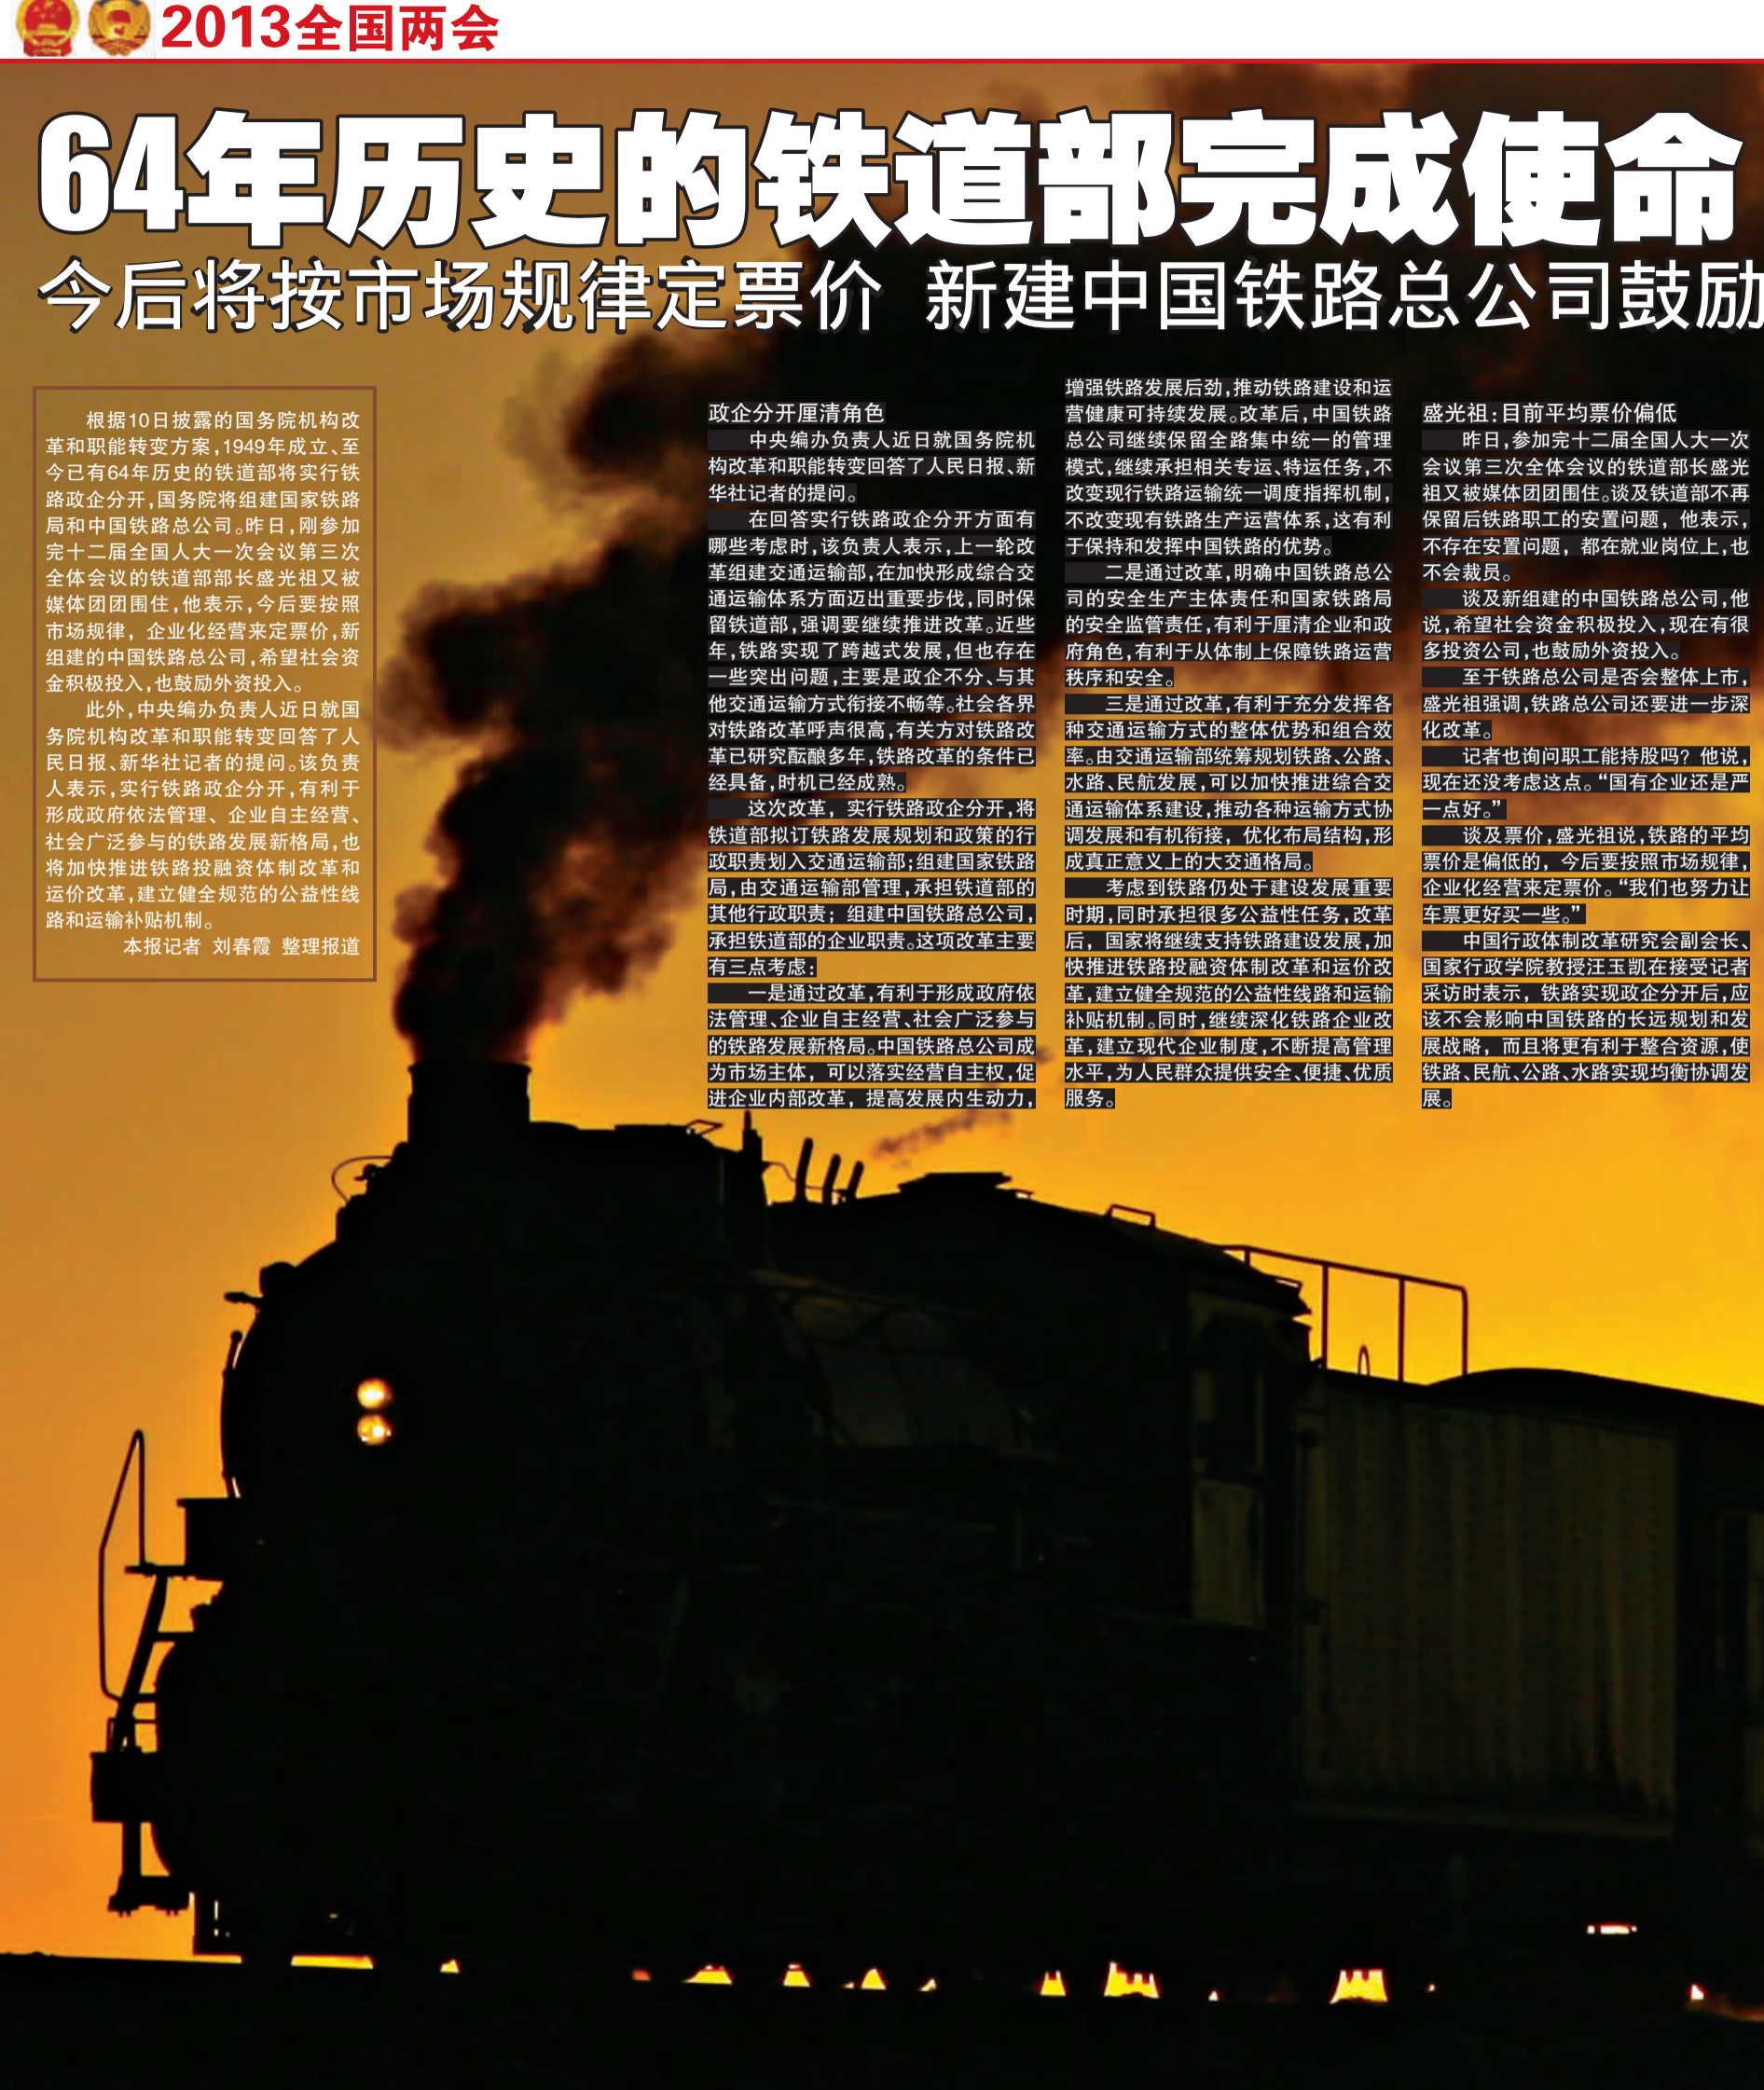 2013全国两会
64年历史的铁道部完成使命
今后将按市场规律定票价 新建中国铁路总公司鼓励
根据10日披露的国务院机构改
革和职能转变方案,1949年成立、至
今已有64年历史的铁道部将实行铁
路政企分开,国务院将组建国家铁路
局和中国铁路总公司。昨日,刚参加
完十二届全国人大一次会议第三次
全体会议的铁道部部长盛光祖又被
媒体团团围住,他表示,今后要按照
市场规律，企业化经营来定票价,新
组建的中国铁路总公司,希望社会资
金积极投入,也鼓励外资投入。
此外,中央编办负责人近日就国
务院机构改革和职能转变回答了人
民日报、新华社记者的提问。该负责
人表示,实行铁路政企分开,有利于
形成政府依法管理、企业自主经营、
社会广泛参与的铁路发展新格局,也
将加快推进铁路投融资体制改革和
运价改革,建立健全规范的公益性线
路和运输补贴机制。
本报记者 刘春霞 整理报道
政企分开厘清角色
中央编办负责人近日就国务院机
构改革和职能转变回答了人民日报、新
华社记者的提问。
在回答实行铁路政企分开方面有
哪些考虑时,该负责人表示,上一轮改
革组建交通运输部,在加快形成综合交
通运输体系方面迈出重要步伐,同时保
留铁道部,强调要继续推进改革。近些
年,铁路实现了跨越式发展,但也存在
一些突出问题,主要是政企不分、与其
他交通运输方式衔接不畅等。社会各界
对铁路改革呼声很高,有关方对铁路改
革已研究酝酿多年,铁路改革的条件已
经具备,时机已经成熟。
这次改革，实行铁路政企分开,将
铁道部拟订铁路发展规划和政策的行
政职责划入交通运输部;组建国家铁路
局,由交通运输部管理,承担铁道部的
其他行政职责；组建中国铁路总公司,
承担铁道部的企业职责。这项改革主要
有三点考虑:
一是通过改革,有利于形成政府依
法管理、企业自主经营、社会广泛参与
的铁路发展新格局。中国铁路总公司成
为市场主体，可以落实经营自主权,促
进企业内部改革，提高发展内生动力,
增强铁路发展后劲,推动铁路建设和运
营健康可持续发展。改革后,中国铁路
总公司继续保留全路集中统一的管理
模式,继续承担相关专运、特运任务,不
改变现行铁路运输统一调度指挥机制,
不改变现有铁路生产运营体系,这有利
于保持和发挥中国铁路的优势。
二是通过改革,明确中国铁路总公
司的安全生产主体责任和国家铁路局
的安全监管责任,有利于厘清企业和政
府角色,有利于从体制上保障铁路运营
秩序和安全。
三是通过改革,有利于充分发挥各
种交通运输方式的整体优势和组合效
率。由交通运输部统筹规划铁路、公路、
水路、民航发展,可以加快推进综合交
通运输体系建设,推动各种运输方式协
调发展和有机衔接，优化布局结构,形
成真正意义上的大交通格局。
考虑到铁路仍处于建设发展重要
时期,同时承担很多公益性任务,改革
后，国家将继续支持铁路建设发展,加
快推进铁路投融资体制改革和运价改
革,建立健全规范的公益性线路和运输
补贴机制。同时,继续深化铁路企业改
革,建立现代企业制度,不断提高管理
水平,为人民群众提供安全、便捷、优质
服务。
盛光祖:目前平均票价偏低
昨日,参加完十二届全国人大一次
会议第三次全体会议的铁道部长盛光
祖又被媒体团团围住。谈及铁道部不再
保留后铁路职工的安置问题，他表示,
不存在安置问题，都在就业岗位上,也
不会裁员。
谈及新组建的中国铁路总公司,他
说,希望社会资金积极投入,现在有很
多投资公司,也鼓励外资投入。
至于铁路总公司是否会整体上市,
盛光祖强调,铁路总公司还要进一步深
化改革。
记者也询问职工能持股吗？他说,
现在还没考虑这点。“国有企业还是严
一点好。”
谈及票价,盛光祖说,铁路的平均
票价是偏低的，今后要按照市场规律,
企业化经营来定票价。“我们也努力让
车票更好买一些。”
中国行政体制改革研究会副会长、
国家行政学院教授汪玉凯在接受记者
采访时表示，铁路实现政企分开后,应
该不会影响中国铁路的长远规划和发
展战略，而且将更有利于整合资源,使
铁路、民航、公路、水路实现均衡协调发
展。